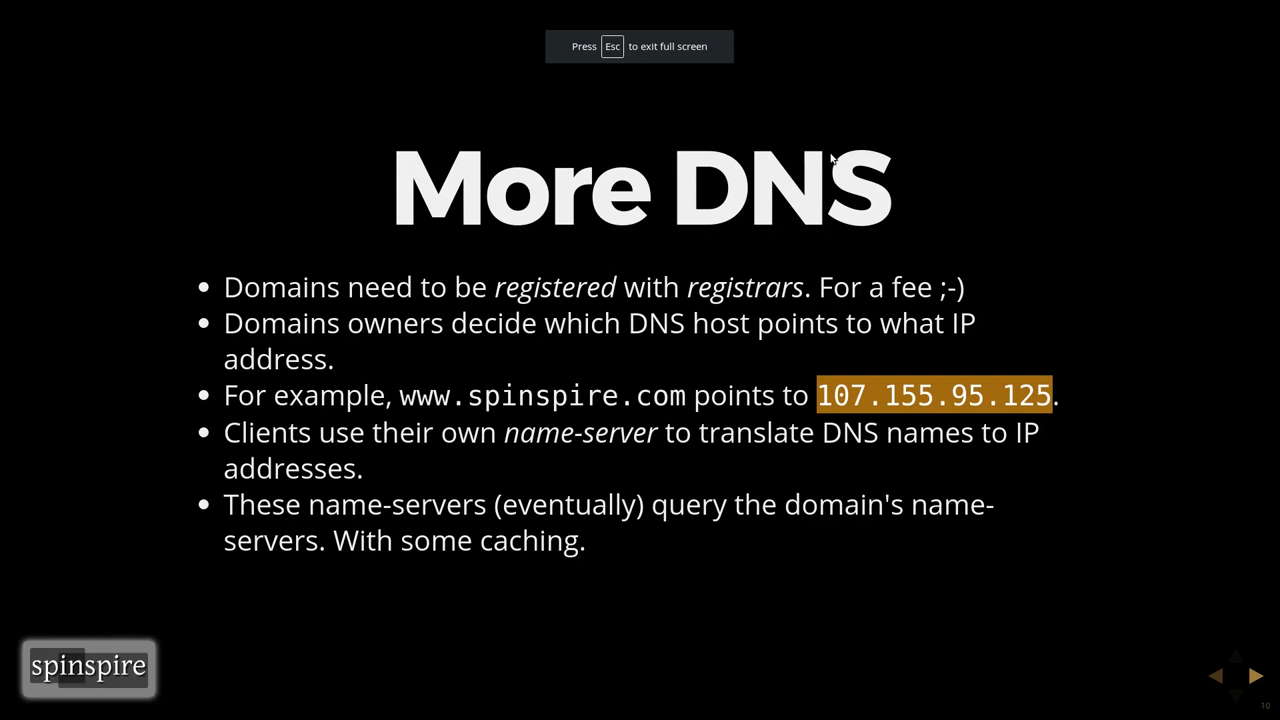 Press Esc to exit full screen
More DNS
• Domains need to be registered with registrars. For a fee ;-)
• Domains owners decide which DNS host points to what IP
address.
• For example, www.spinspire.com points to 107.155.95.125.
• Clients use their own name-server to translate DNS names to IP
addresses.
• These name-servers (eventually) query the domain's name-
servers. With some caching.
spinspire
10